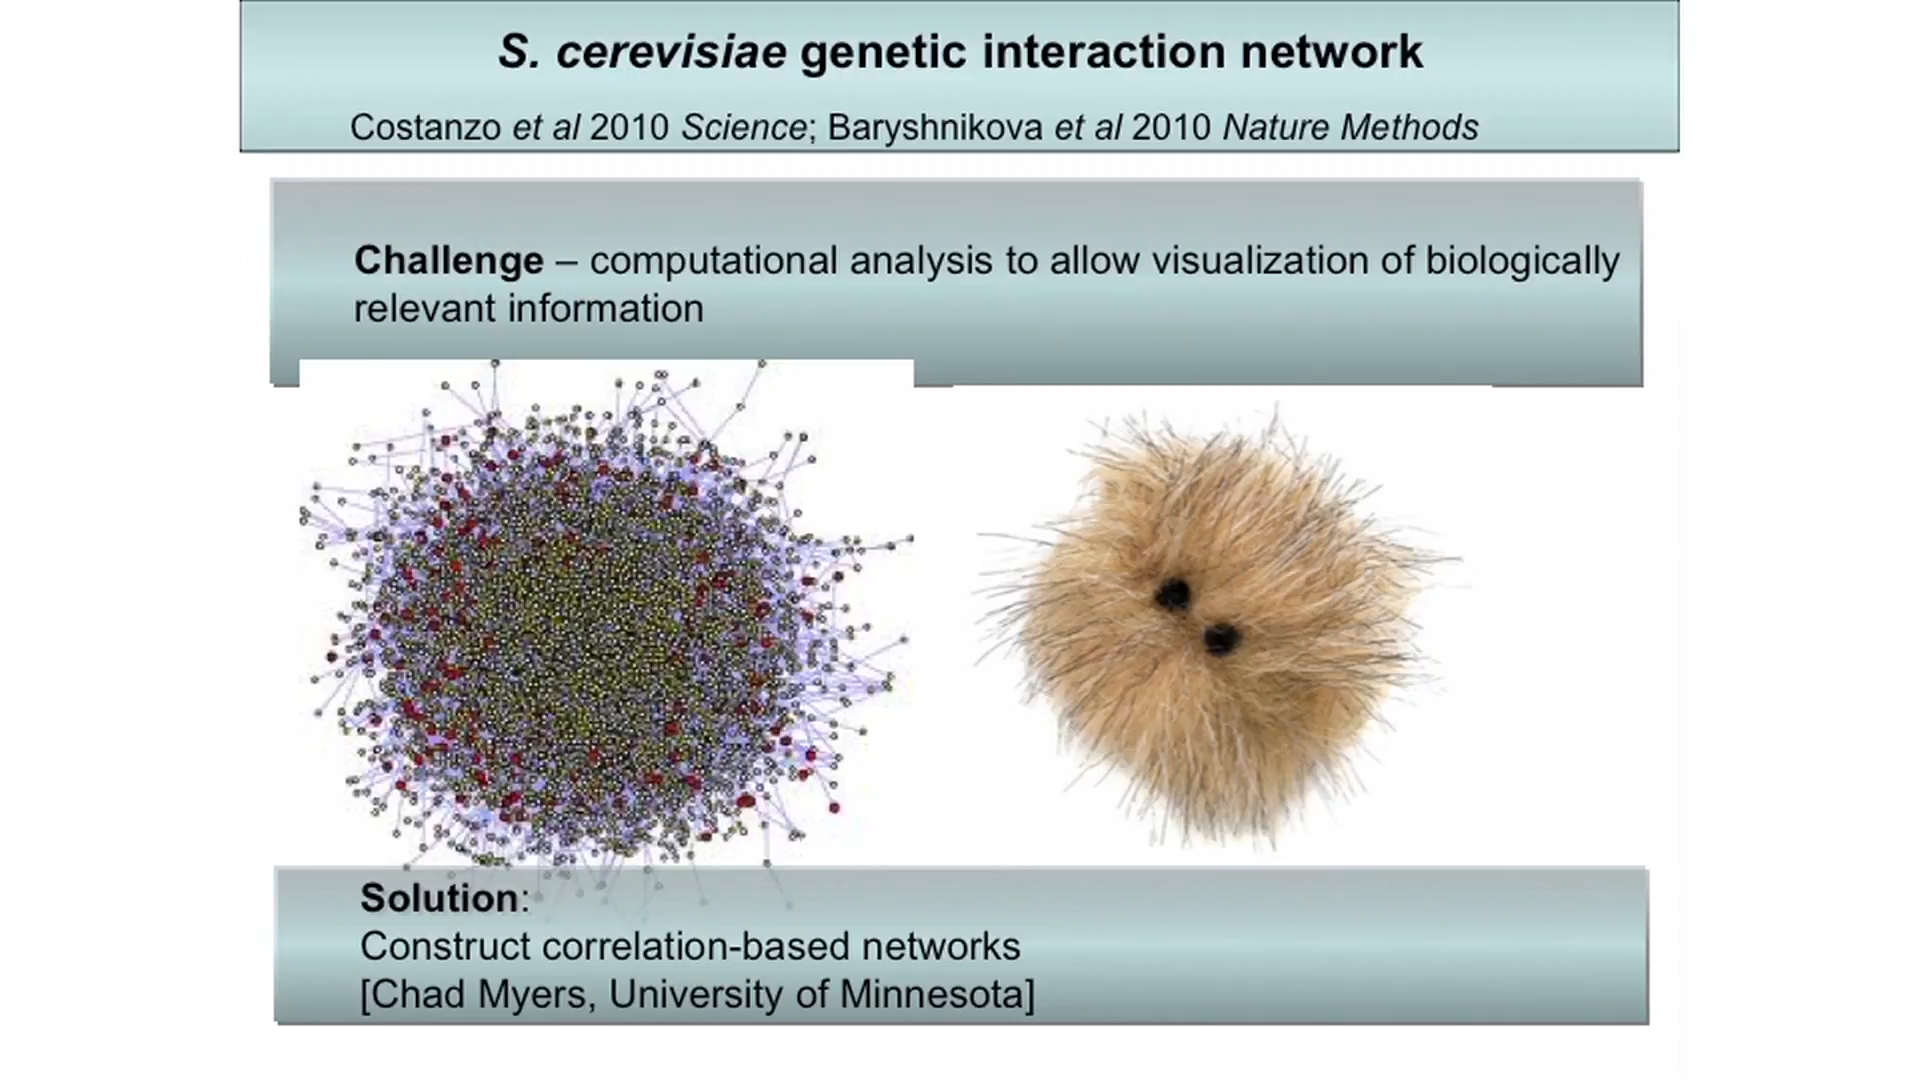 S. cerevisiae genetic interaction network
Costanzo et al 2010 Science; Baryshnikova et al 2010 Nature Methods
Challenge – computational analysis to allow visualization of biologically
relevant information
Solution:
Construct correlation-based networks
[Chad Myers, University of Minnesota]